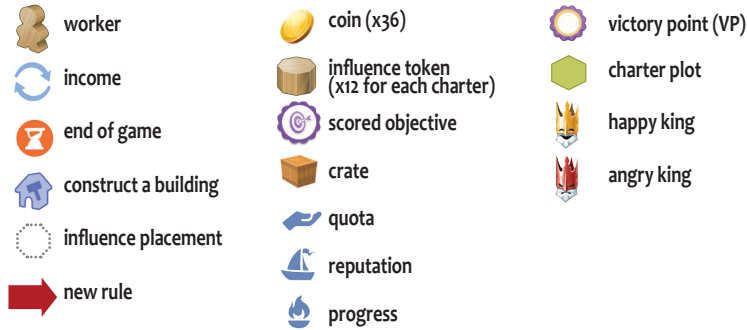 worker
income
end of game
construct a building
influence placement
new rule
coin (x36)
influence token
(x12 for each charter)
scored objective
crate
quota
reputation
progress
victory point (VP)
charter plot
happy king
angry king